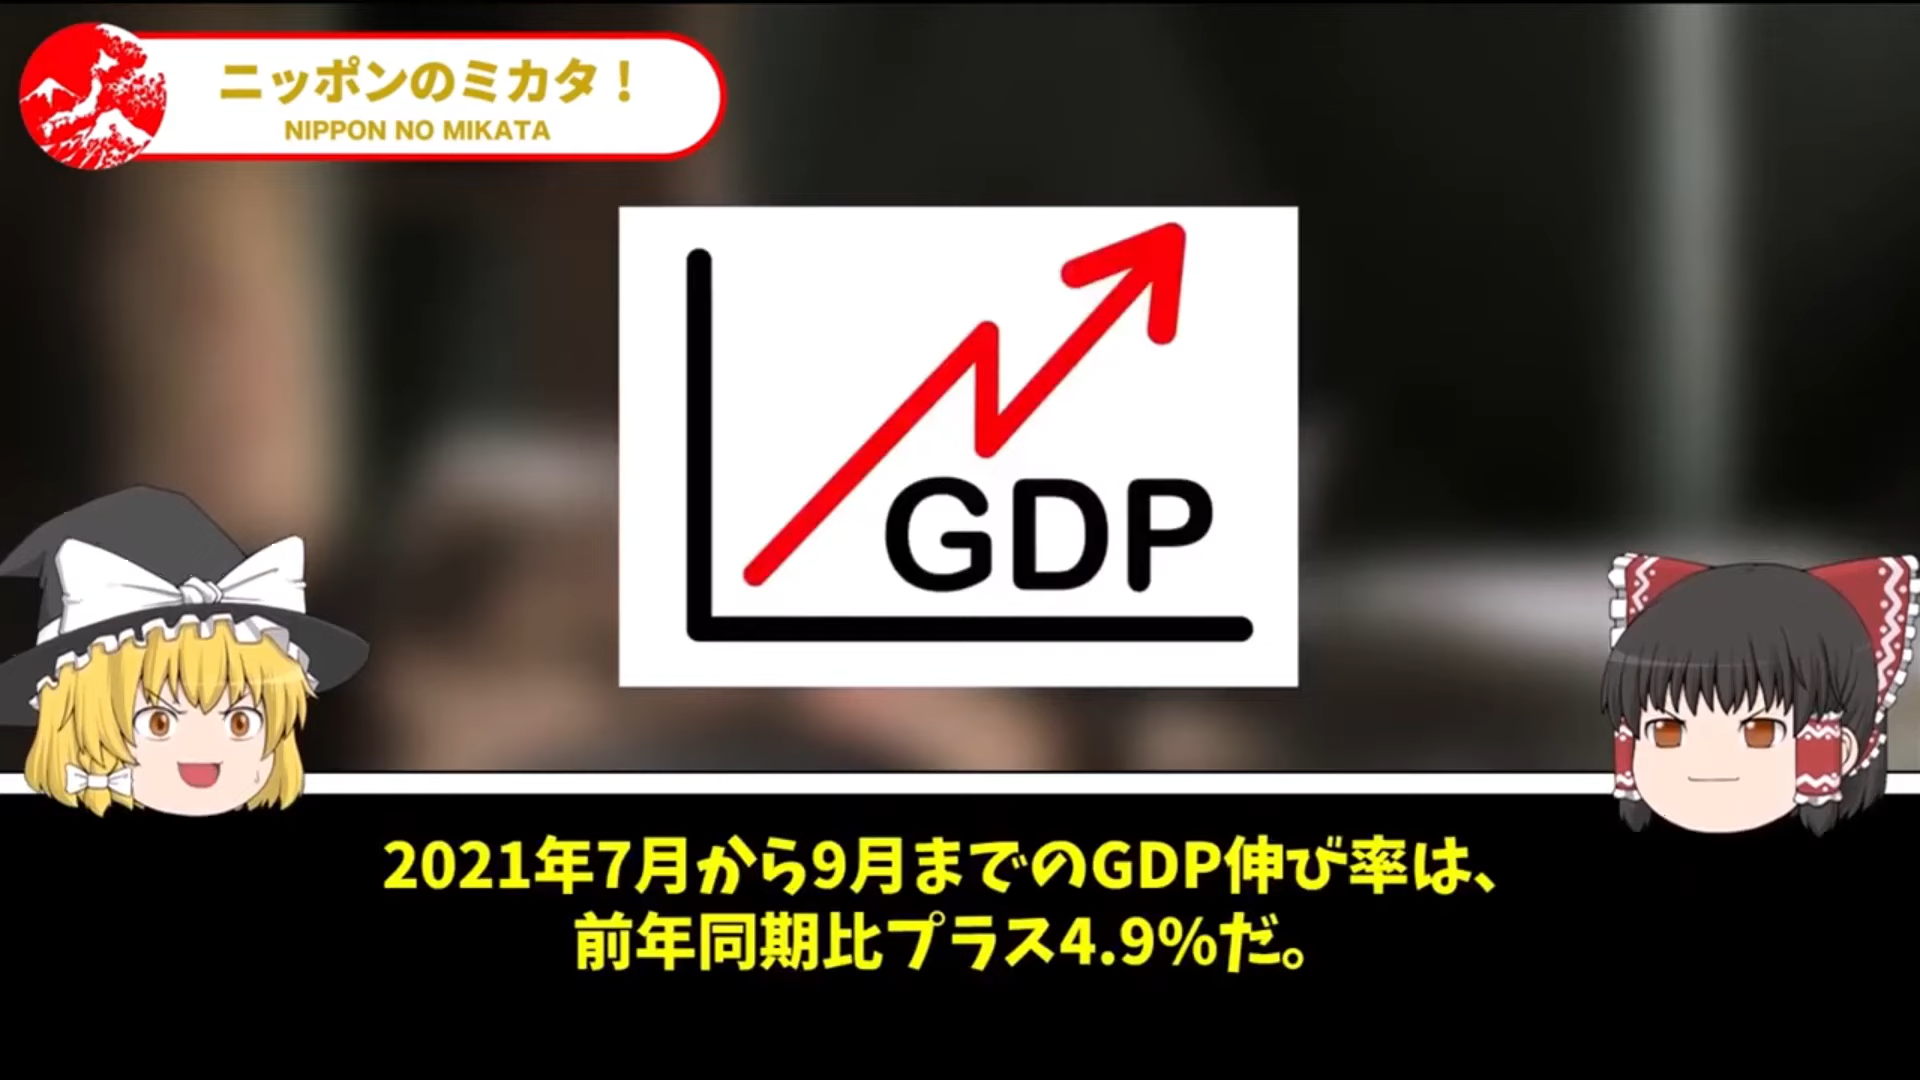 ニッポンのミカタ！
NIPPON NO MIKATA
GDP
2021年7月から9月までのGDP伸び率は、
前年同期比プラス4.9%だ。